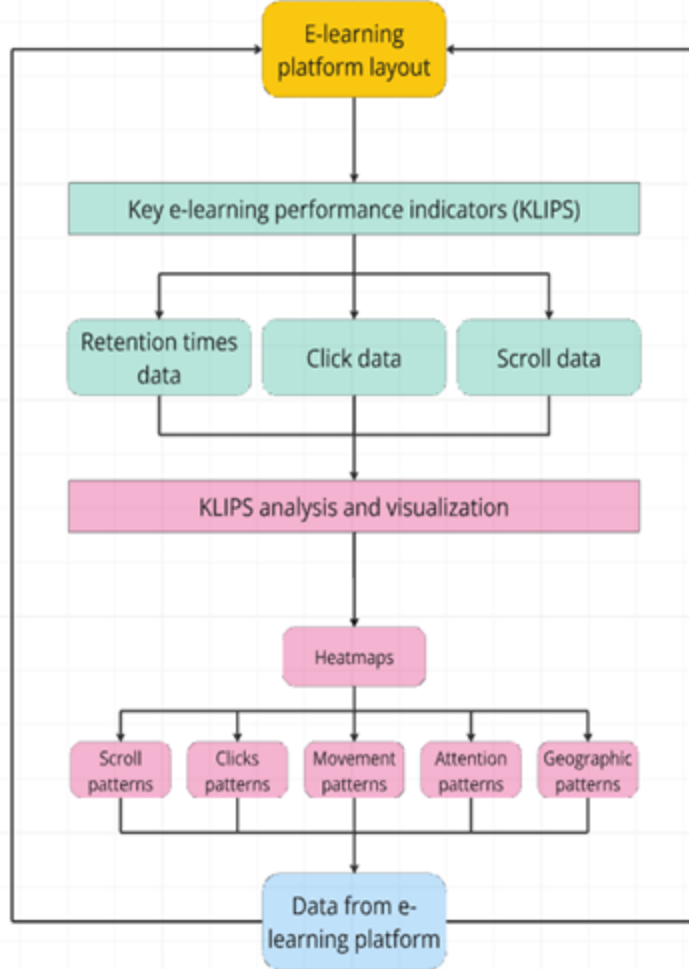 E-learning
platform layout
Key e-learning performance indicators (KLIPS)
Retention times
data
Click data
Scroll data
KLIPS analysis and visualization
Heatmaps
Scroll
patterns
Clicks
patterns
Movement
patterns
Attention
patterns
Geographic
patterns
Data from e-
learning platform